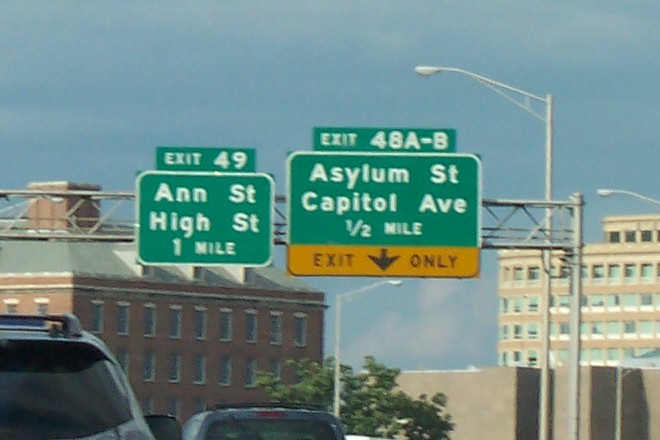 EXIT 49
Ann St
High St
1 MILE
EXIT 48A-B
Asylum St
Capitol Ave
1/2 MILE
EXIT ONLY